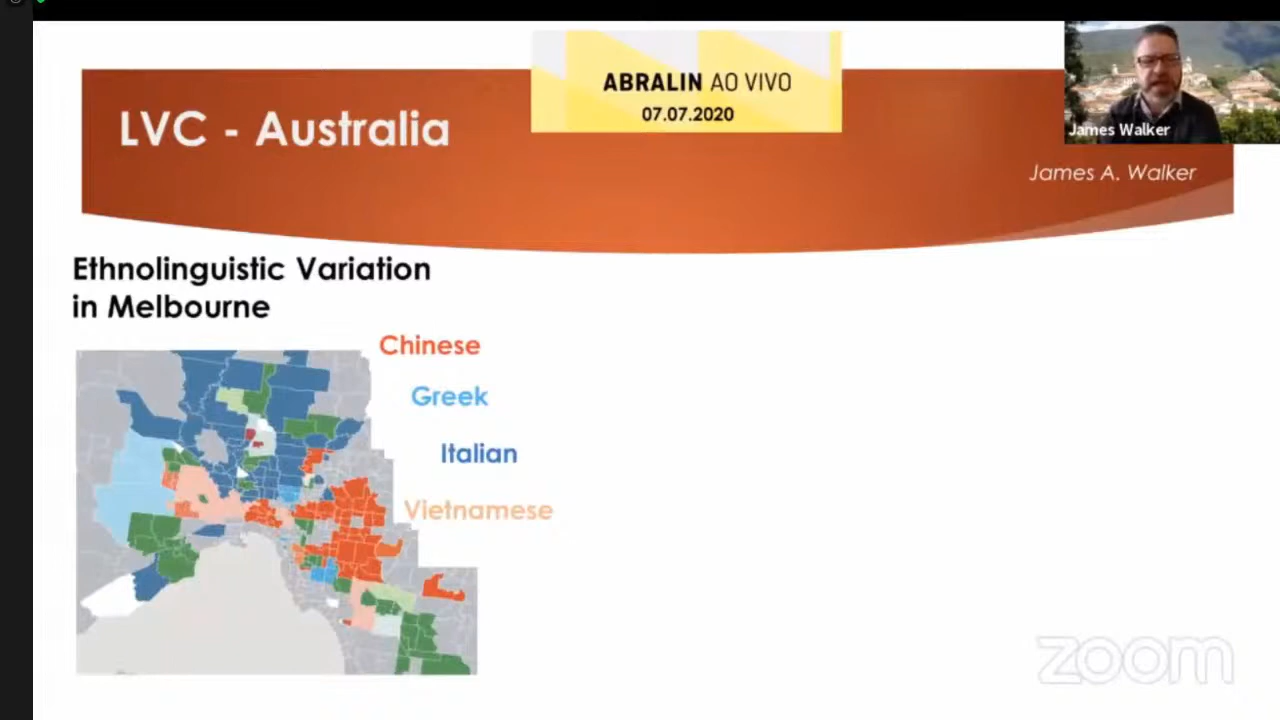 ABRALIN AO VIVO
07.07.2020
LVC - Australia
James Walker
James A. Walker
Ethnolinguistic Variation
in Melbourne
Chinese
Greek
Italian
Vietnamese
zoom